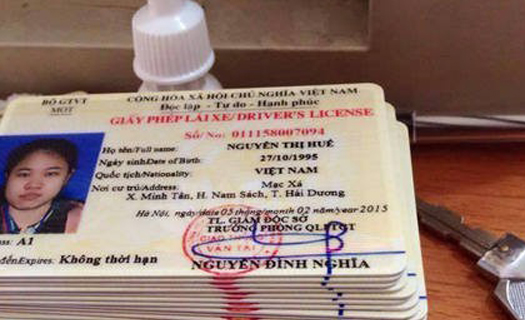 BỘ GTVT
MOT
CỘNG HÒA XÃ HỘI CHỦ NGHĨA VIỆT NAM
Độc lập - Tự do - Hạnh phúc
GIẤY PHÉP LÁI XE/DRIVER'S LICENSE
Số/No: 011158007094
Họ tên/Full name: NGUYỄN THỊ HUẾ
Ngày sinh/Date of Birth: 27/10/1995
Quốc tịch/Nationality: VIỆT NAM
Nơi cư trú/Address: Mạc Xá
X. Minh Tân, H. Nam Sách, T. Hải Dương
Hà Nội, ngày/date 05 tháng/month 02 năm/year 2015
TL. GIÁM ĐỐC SỞ
TRƯỞNG PHÒNG QLPTGT
GIAO
VẬN TẢI
ss: A1
đến/Expires: Không thời hạn
NGUYỄN ĐÌNH NGHĨA